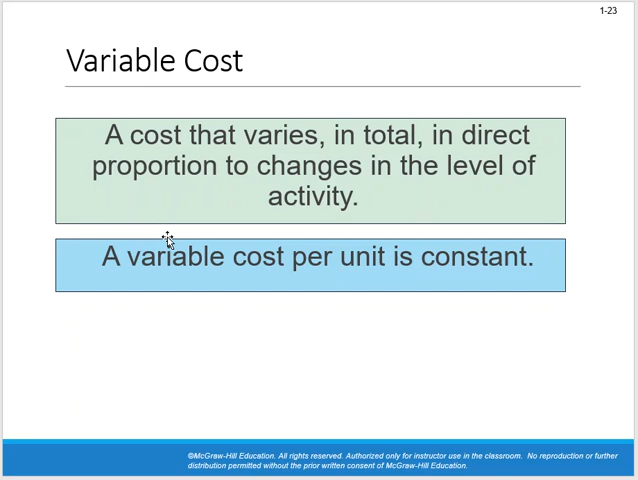 1-23
Variable Cost
A cost that varies, in total, in direct
proportion to changes in the level of
activity.
A variable cost per unit is constant.
©McGraw-Hill Education. All rights reserved. Authorized only for instructor use in the classroom. No reproduction or further
distribution permitted without the prior written consent of McGraw-Hill Education.